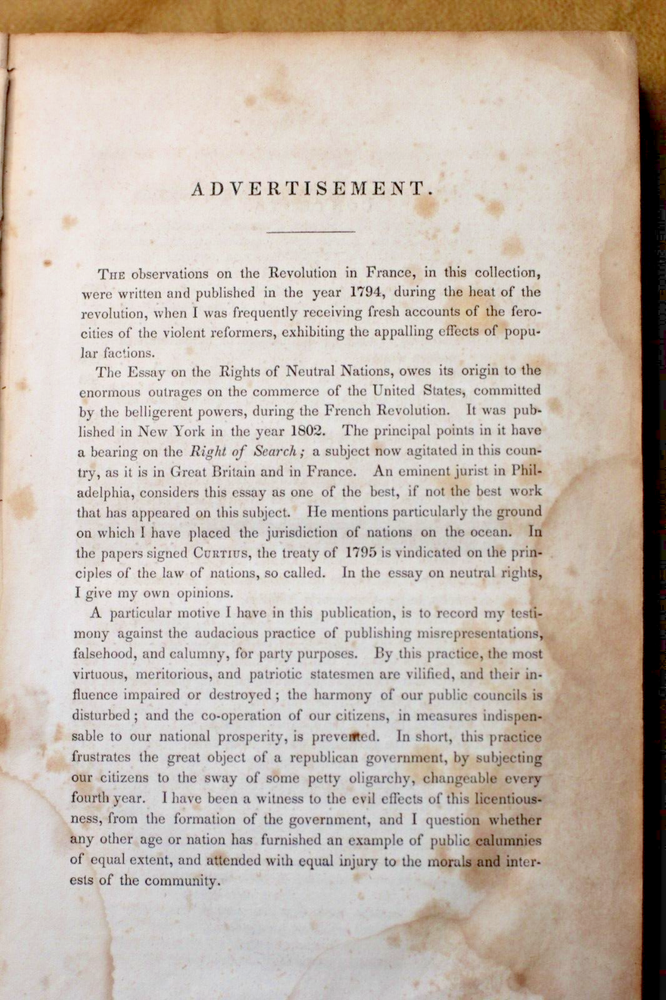 ADVERTISEMENT.
THE observations on the Revolution in France, in this collection,
were written and published in the year 1794, during the heat of the
revolution, when I was frequently receiving fresh accounts of the fero-
cities of the violent reformers, exhibiting the appalling effects of popu-
lar factions.
The Essay on the Rights of Neutral Nations, owes its origin to the
enormous outrages on the commerce of the United States, committed
by the belligerent powers, during the French Revolution. It was pub-
lished in New York in the year 1802. The principal points in it have
a bearing on the Right of Search; a subject now agitated in this coun-
try, as it is in Great Britain and in France. An eminent jurist in Phil-
adelphia, considers this essay as one of the best, if not the best work
that has appeared on this subject. He mentions particularly the ground
on which I have placed the jurisdiction of nations on the ocean. In
the papers signed CURTIUS, the treaty of 1795 is vindicated on the prin-
ciples of the law of nations, so called. In the essay on neutral rights,
I give my own opinions.
A particular motive I have in this publication, is to record my testi-
mony against the audacious practice of publishing misrepresentations,
falsehood, and calumny, for party purposes. By this practice, the most
virtuous, meritorious, and patriotic statesmen are vilified, and their in-
fluence impaired or destroyed; the harmony of our public councils is
disturbed; and the co-operation of our citizens, in measures indispen-
sable to our national prosperity, is prevented. In short, this practice
frustrates the great object of a republican government, by subjecting
our citizens to the sway of some petty oligarchy, changeable every
fourth year. I have been a witness to the evil effects of this licentious-
ness, from the formation of the government, and I question whether
any other age or nation has furnished an example of public calumnies
of equal extent, and attended with equal injury to the morals and inter-
ests of the community.